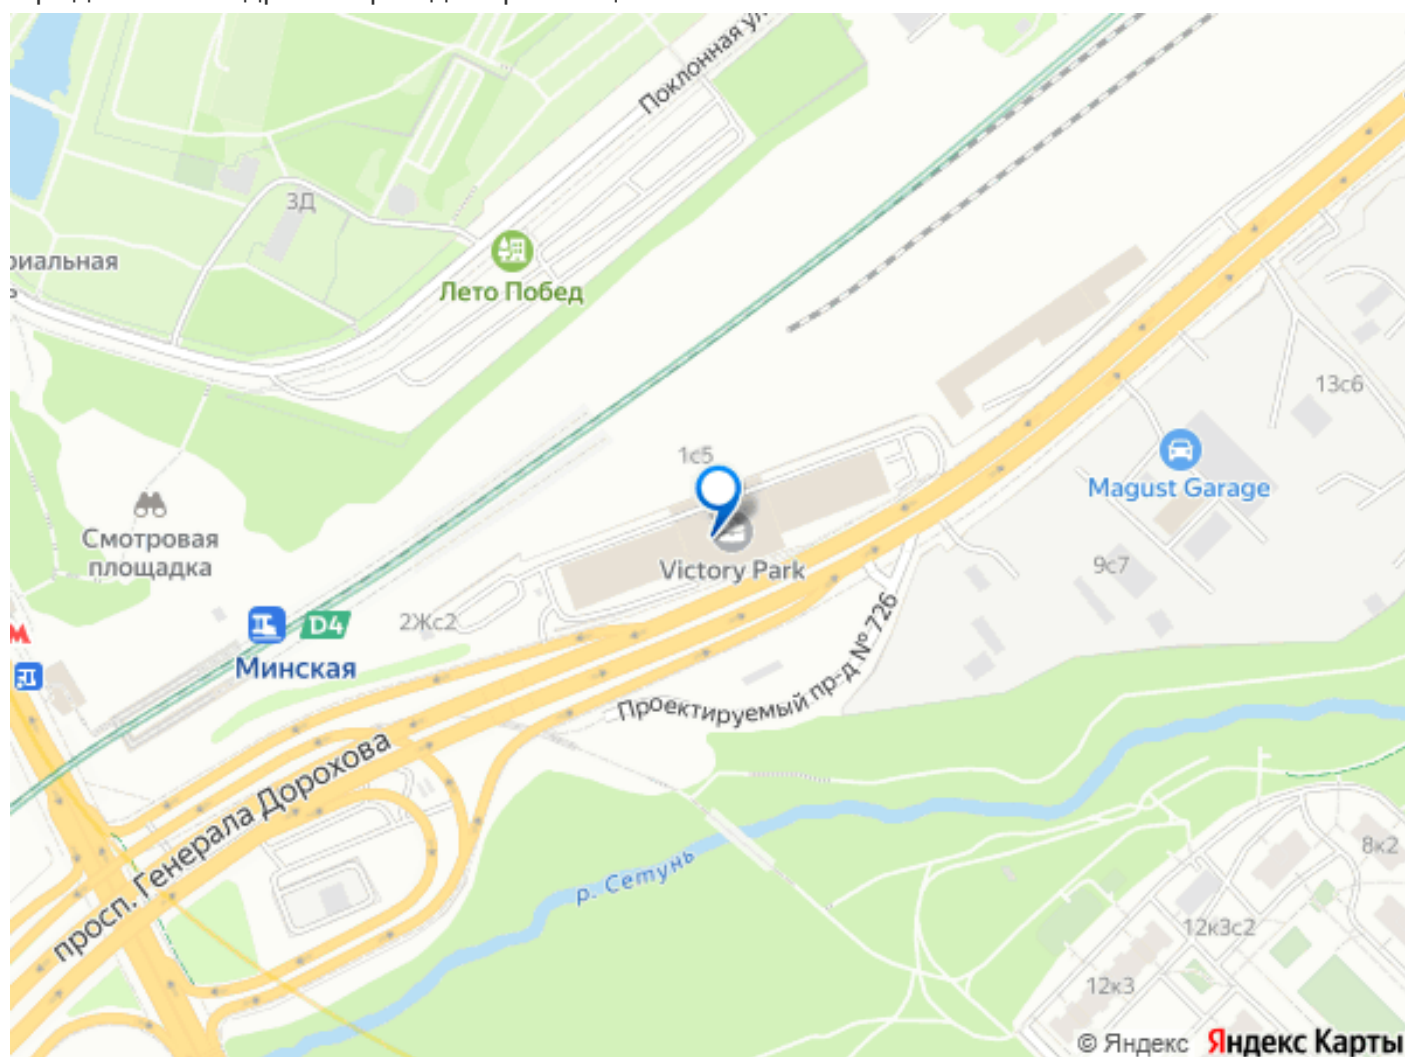 Поклонная ул
3Д
риальная
Лето Побед
13с6
1с5
Magust Garage
Смотровая
площадка
Victory Park
9с7
D4
2Жс2
Минская
Проектируемый пр-д № 726
просп. Генерала Дорохова
р. Сетунь
8к2
12к3с2
12к3
© Яндекс Яндекс Карты